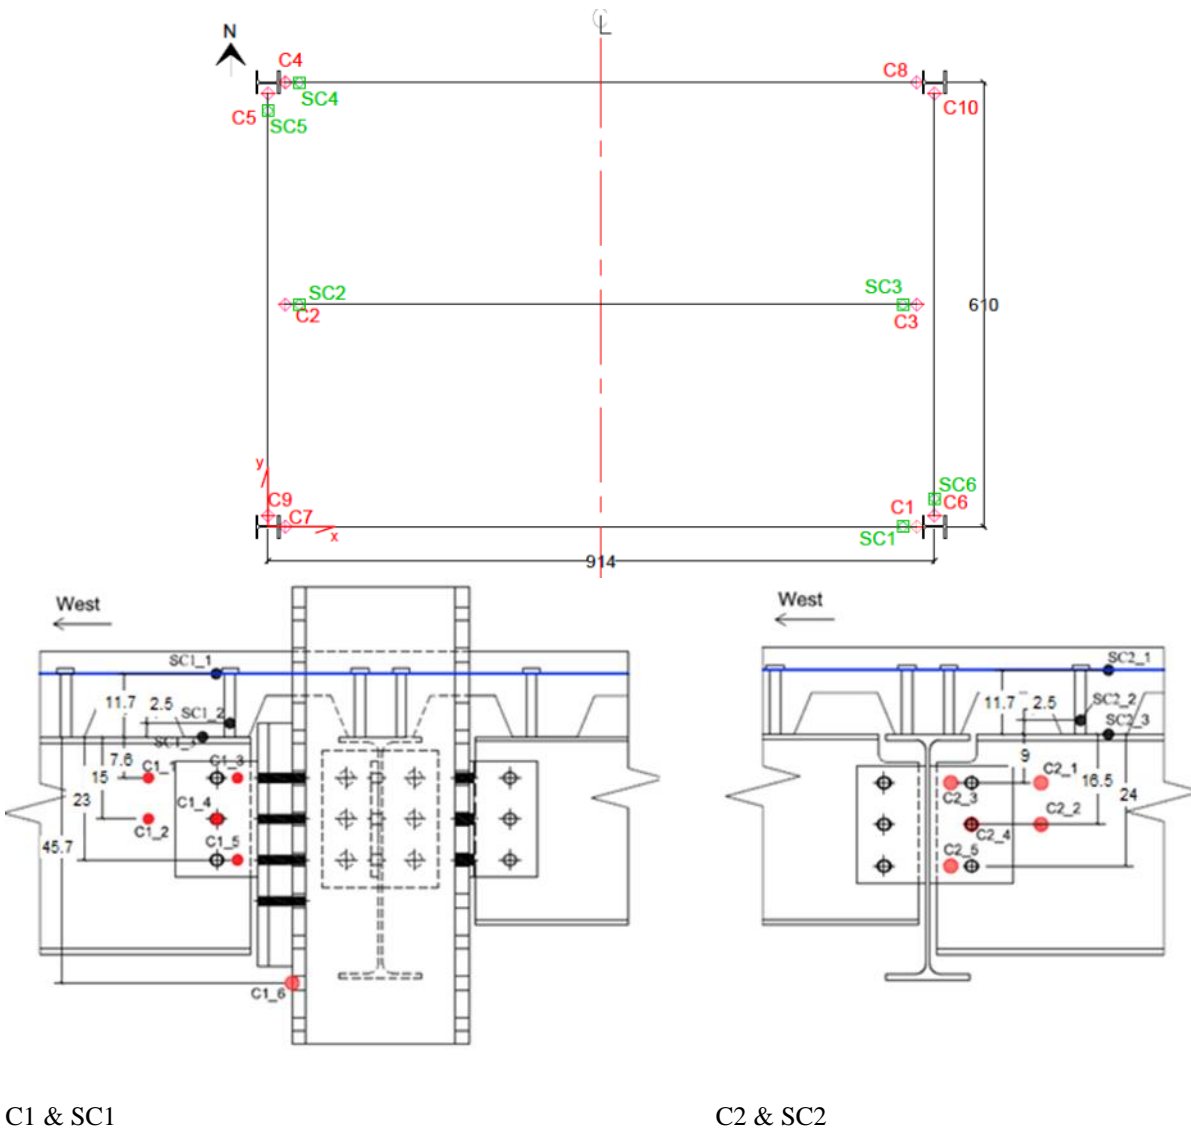 ℄
N
C4
C8
SC4
C10
C5
SC5
SC2
SC3
C2
C3
610
y
SC6
C9
C1
C6
C7
x
SC1
914
West
SC1_1
11.7
2.5
SC1_2
7.6
C1_1
C1_3
15
C1_4
23
C1_2
C1_5
45.7
C1_6
West
SC2_1
11.7
2.5
SC2_2
SC2_3
9
C2_1
C2_3
16.5
24
C2_2
C2_4
C2_5
C1 & SC1
C2 & SC2